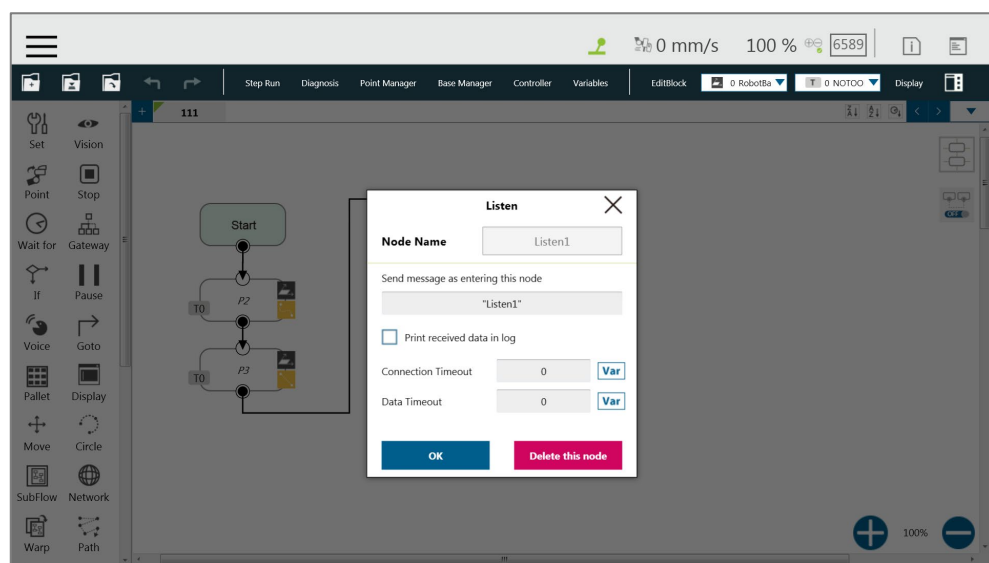 0 mm/s 100 % 6589
Step Run Diagnosis Point Manager Base Manager Controller Variables EditBlock 0 RobotBa T 0 NOTOO Display
+ 111
Set Vision
Point Stop
Wait for Gateway
If Pause
Voice Goto
Pallet Display
Move Circle
SubFlow Network
Warp Path
Start
T0 P2
T0 P3
Listen
Node Name Listen1
Send message as entering this node
"Listen1"
Print received data in log
Connection Timeout 0 Var
Data Timeout 0 Var
OK Delete this node
OFF
100%